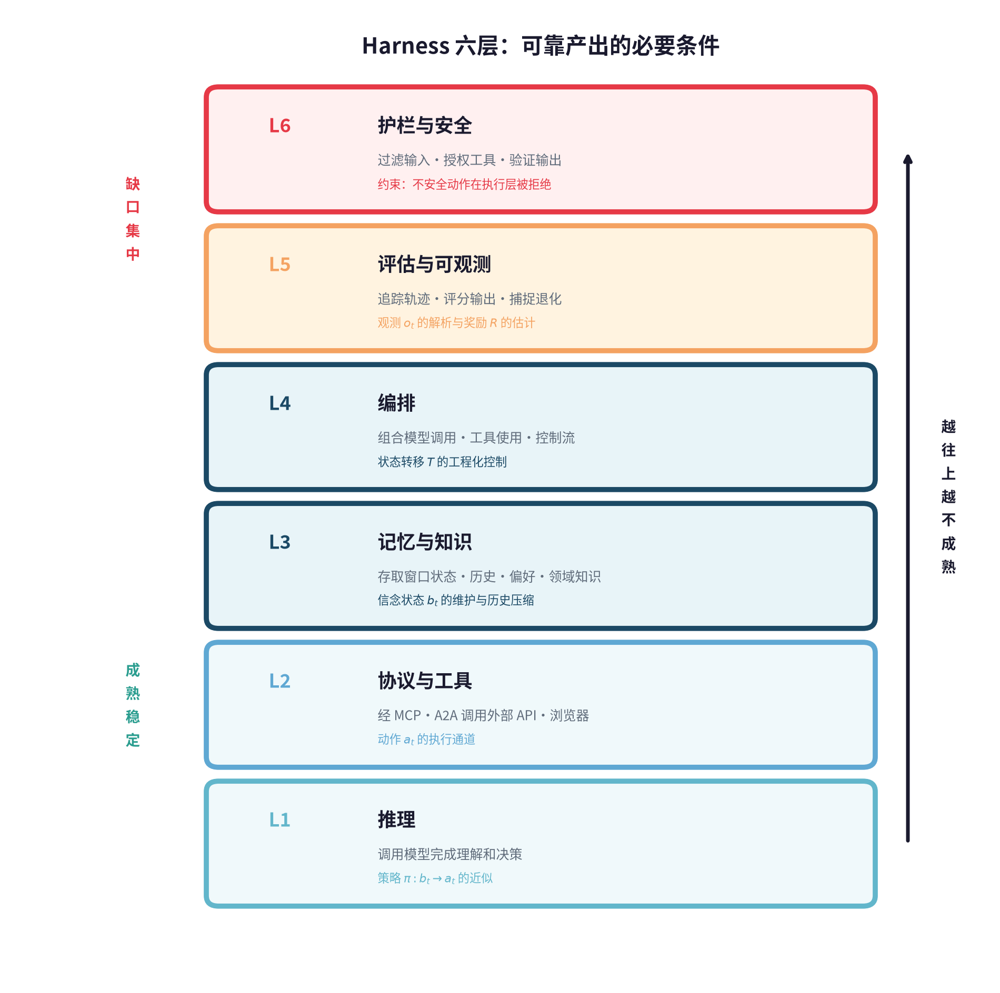 Harness 六层：可靠产出的必要条件
L6
护栏与安全
过滤输入・授权工具・验证输出
约束：不安全动作在执行层被拒绝
缺口集中
L5
评估与可观测
追踪轨迹・评分输出・捕捉退化
观测 oₜ 的解析与奖励 R 的估计
L4
编排
组合模型调用・工具使用・控制流
状态转移 T 的工程化控制
越往上越不成熟
L3
记忆与知识
存取窗口状态・历史・偏好・领域知识
信念状态 bₜ 的维护与历史压缩
成熟稳定
L2
协议与工具
经 MCP・A2A 调用外部 API・浏览器
动作 aₜ 的执行通道
L1
推理
调用模型完成理解和决策
策略 π : bₜ → aₜ 的近似